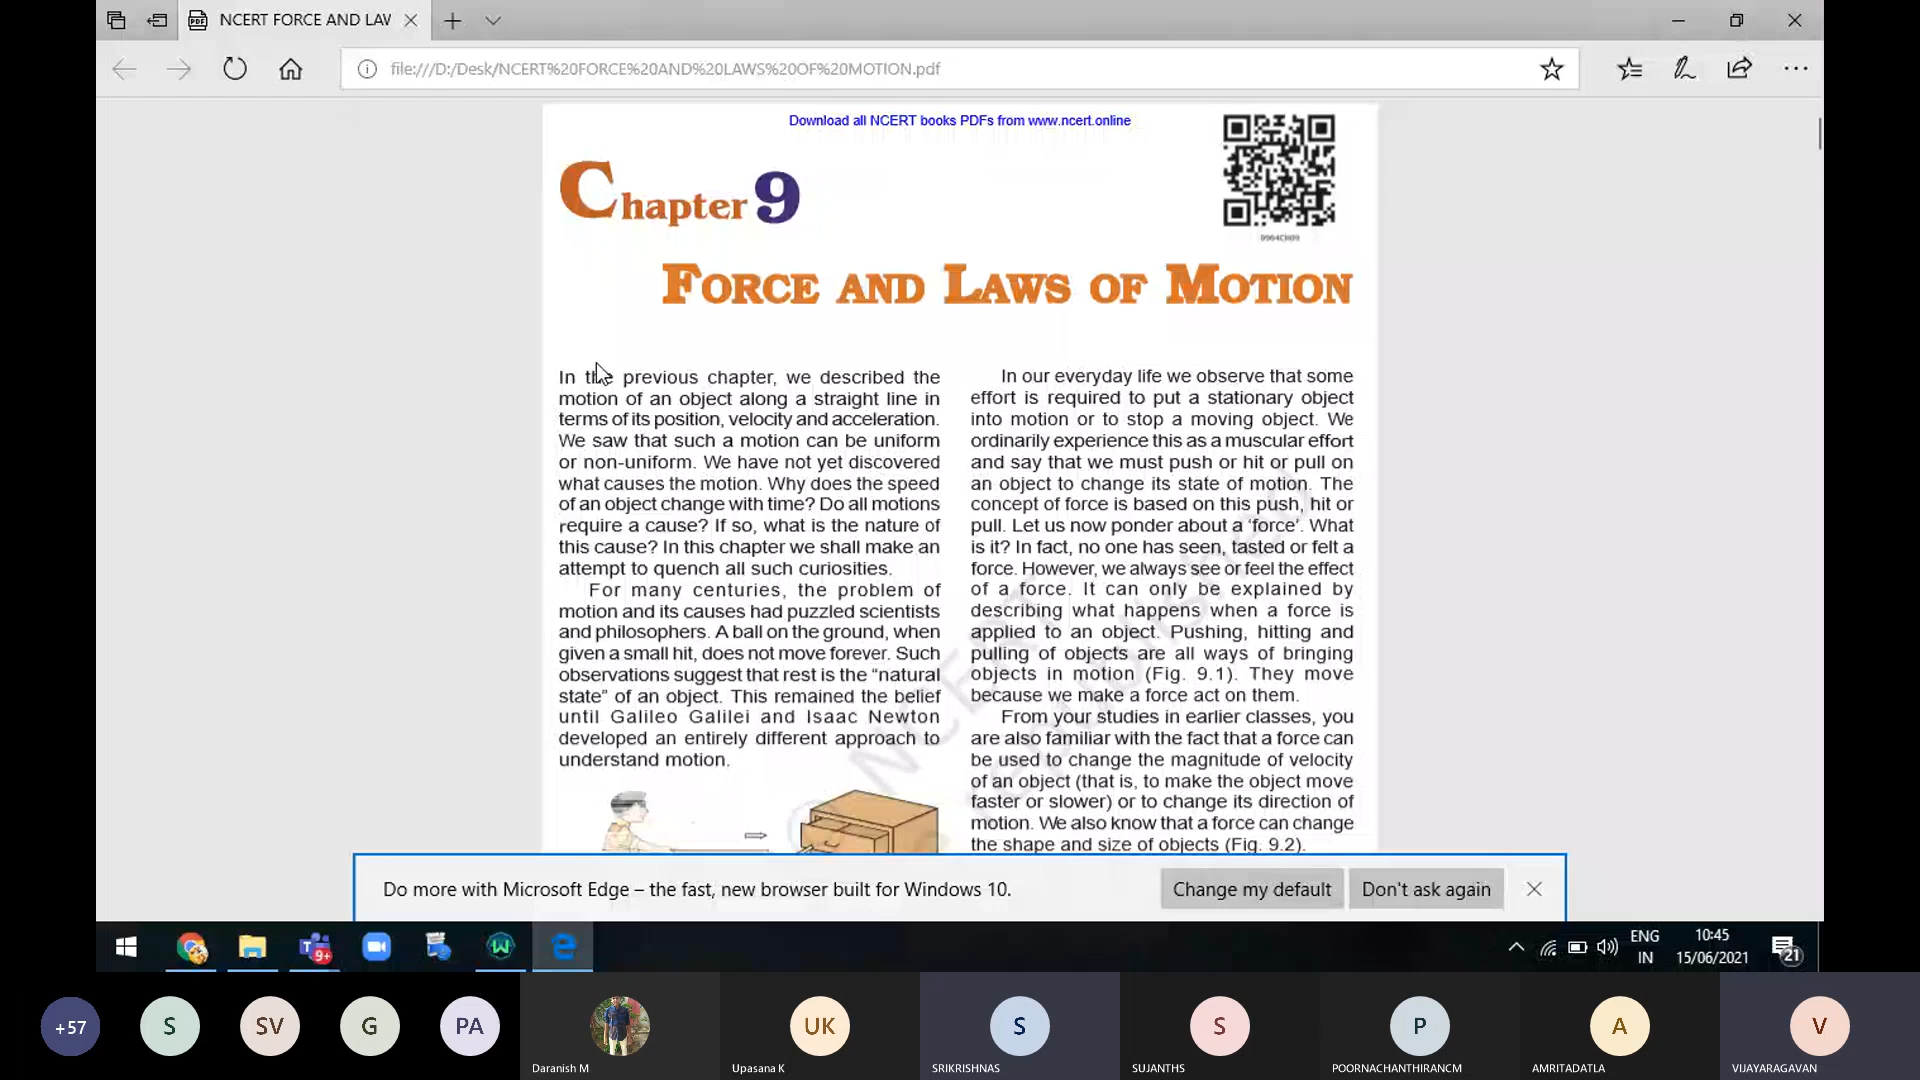 NCERT FORCE AND LAV
file:///D:/Desk/NCERT%20FORCE%20AND%20LAWS%20OF%20MOTION.pdf
Download all NCERT books PDFs from www.ncert.online
Chapter 9
0964CH09
FORCE AND LAWS OF MOTION
In the previous chapter, we described the
motion of an object along a straight line in
terms of its position, velocity and acceleration.
We saw that such a motion can be uniform
or non-uniform. We have not yet discovered
what causes the motion. Why does the speed
of an object change with time? Do all motions
require a cause? If so, what is the nature of
this cause? In this chapter we shall make an
attempt to quench all such curiosities.
For many centuries, the problem of
motion and its causes had puzzled scientists
and philosophers. A ball on the ground, when
given a small hit, does not move forever. Such
observations suggest that rest is the “natural
state” of an object. This remained the belief
until Galileo Galilei and Isaac Newton
developed an entirely different approach to
understand motion.
In our everyday life we observe that some
effort is required to put a stationary object
into motion or to stop a moving object. We
ordinarily experience this as a muscular effort
and say that we must push or hit or pull on
an object to change its state of motion. The
concept of force is based on this push, hit or
pull. Let us now ponder about a ‘force’. What
is it? In fact, no one has seen, tasted or felt a
force. However, we always see or feel the effect
of a force. It can only be explained by
describing what happens when a force is
applied to an object. Pushing, hitting and
pulling of objects are all ways of bringing
objects in motion (Fig. 9.1). They move
because we make a force act on them.
From your studies in earlier classes, you
are also familiar with the fact that a force can
be used to change the magnitude of velocity
of an object (that is, to make the object move
faster or slower) or to change its direction of
motion. We also know that a force can change
the shape and size of objects (Fig. 9.2).
NCERT
Do more with Microsoft Edge – the fast, new browser built for Windows 10.
Change my default
Don't ask again
9+
ENG
IN
10:45
15/06/2021
21
+57
S
SV
G
PA
UK
S
S
P
A
V
Daranish M
Upasana K
SRIKRISHNAS
SUJANTHS
POORNACHANTHIRANCM
AMRITADATLA
VIJAYARAGAVAN